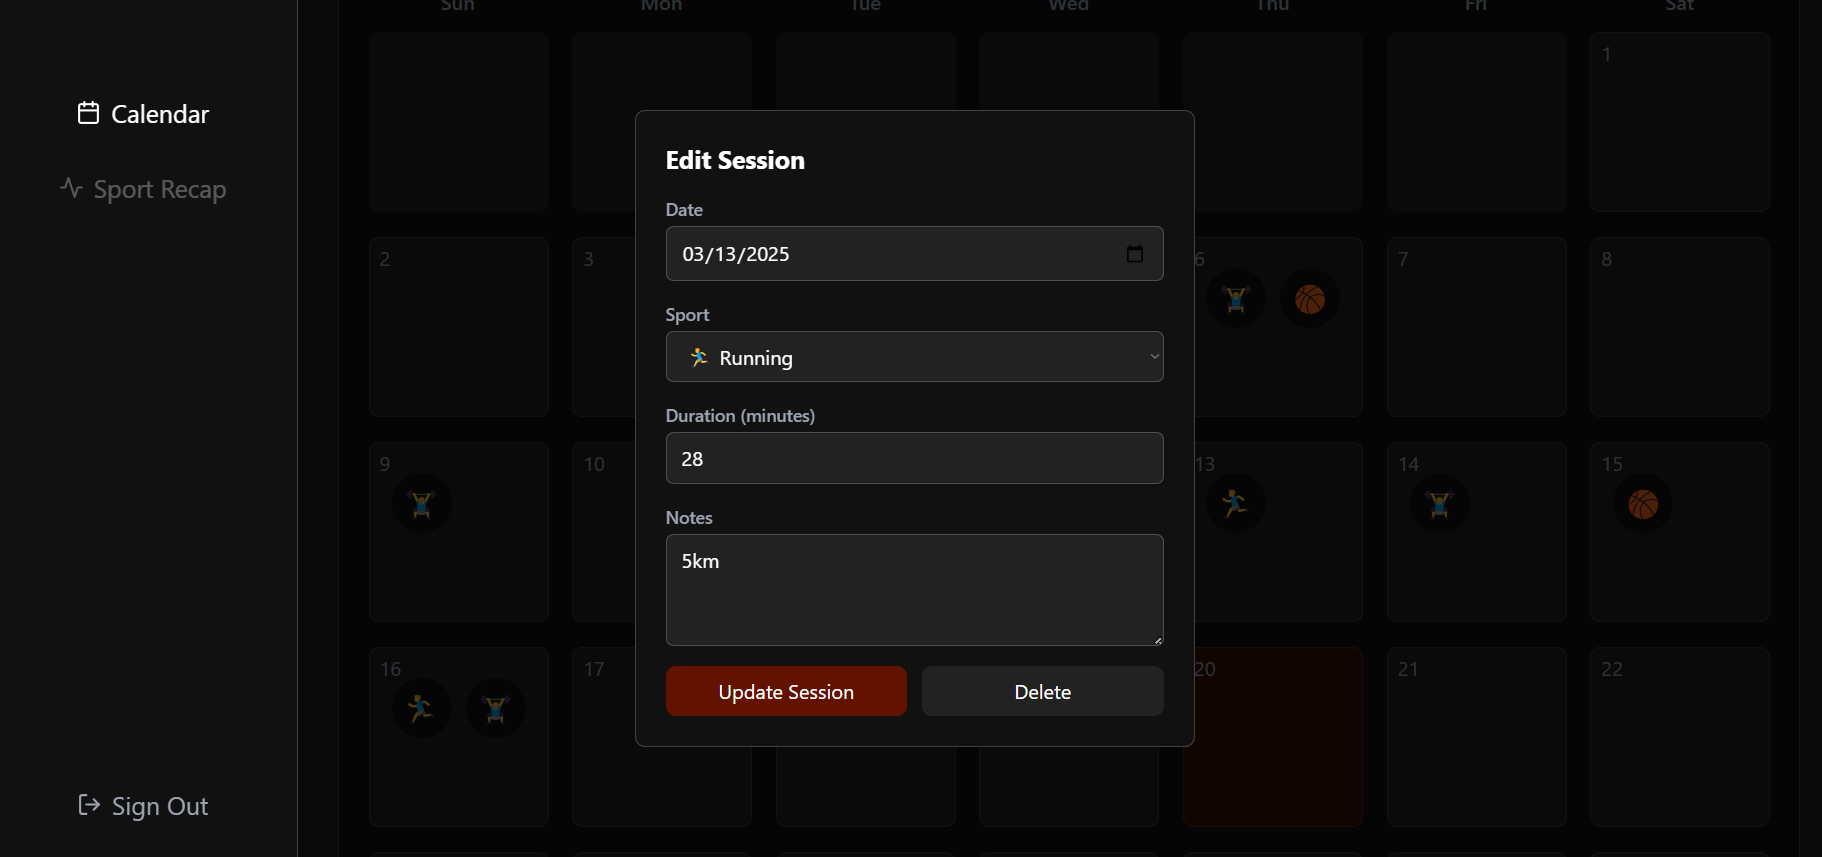 Sun Mon Tue Wed Thu Fri Sat
1
Calendar
Sport Recap
Edit Session
Date
03/13/2025
Sport
Running
Duration (minutes)
28
Notes
5km
Update Session
Delete
2 3 6 7 8
9 10 13 14 15
16 17 20 21 22
Sign Out